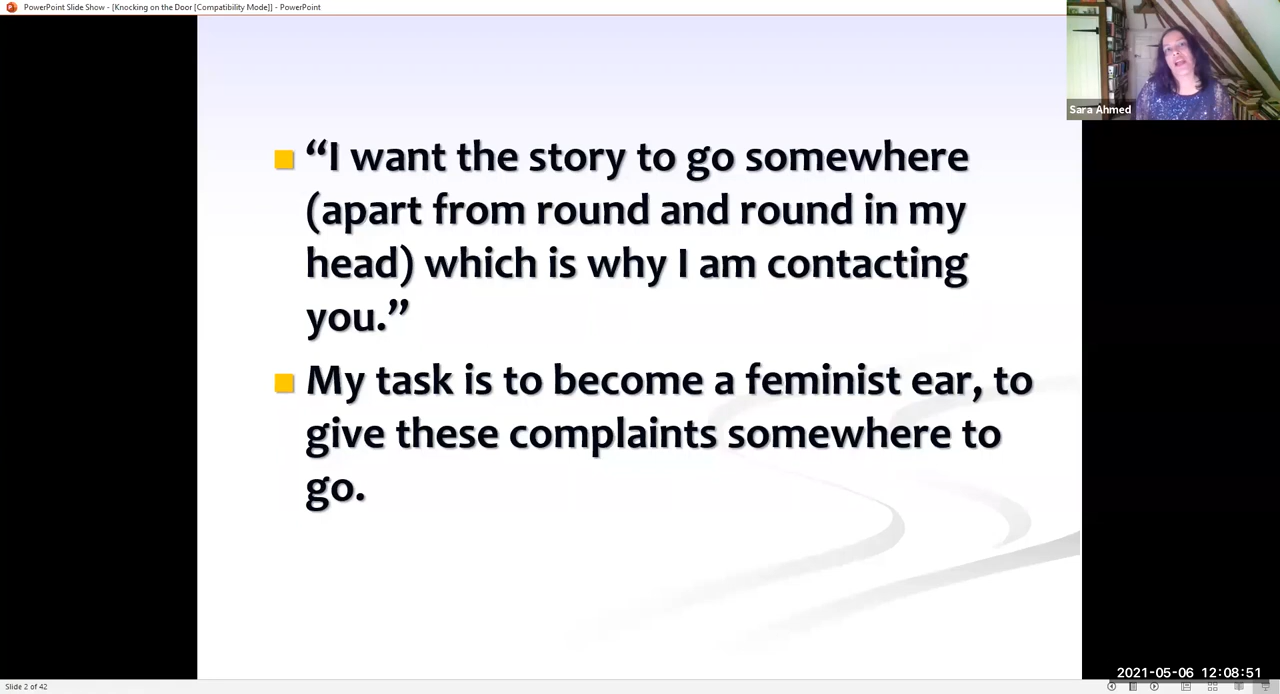 PowerPoint Slide Show - [Knocking on the Door [Compatibility Mode]] - PowerPoint
Sara Ahmed
“I want the story to go somewhere
(apart from round and round in my
head) which is why I am contacting
you.”
My task is to become a feminist ear, to
give these complaints somewhere to
go.
2021-05-06 12:08:51
Slide 2 of 42